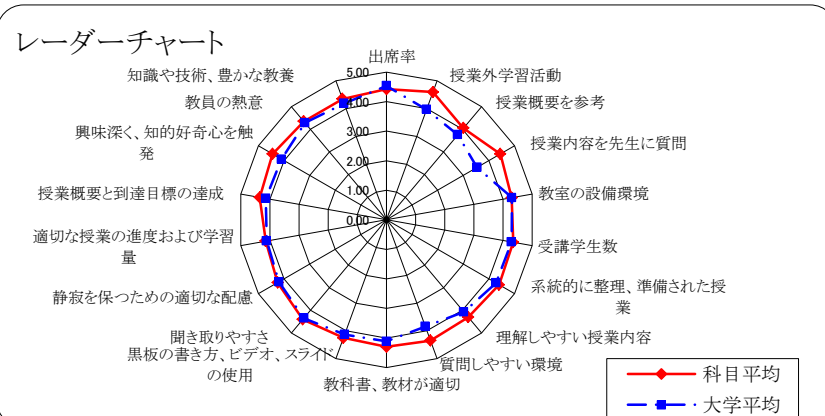 レーダーチャート
出席率
授業外学習活動
授業概要を参考
授業内容を先生に質問
教室の設備環境
受講学生数
系統的に整理、準備された授
業
理解しやすい授業内容
質問しやすい環境
教科書、教材が適切
黒板の書き方、ビデオ、スライド
の使用
聞き取りやすさ
静寂を保つための適切な配慮
適切な授業の進度および学習
量
授業概要と到達目標の達成
興味深く、知的好奇心を触
発
教員の熱意
知識や技術、豊かな教養
5.00
4.00
3.00
2.00
1.00
0.00
科目平均
大学平均